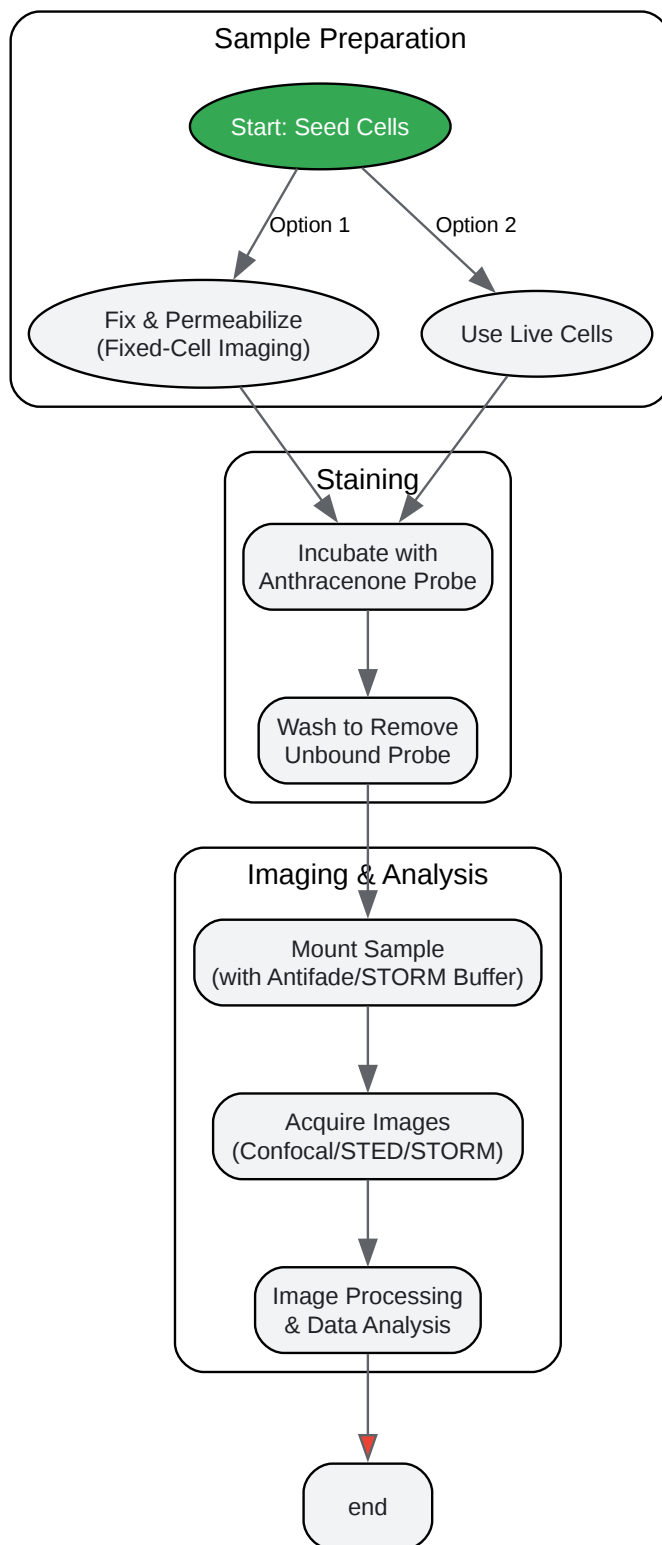 Sample Preparation
Start: Seed Cells
Option 1
Option 2
Fix & Permeabilize
(Fixed-Cell Imaging)
Use Live Cells
Staining
Incubate with
Anthracenone Probe
Wash to Remove
Unbound Probe
Imaging & Analysis
Mount Sample
(with Antifade/STORM Buffer)
Acquire Images
(Confocal/STED/STORM)
Image Processing
& Data Analysis
end